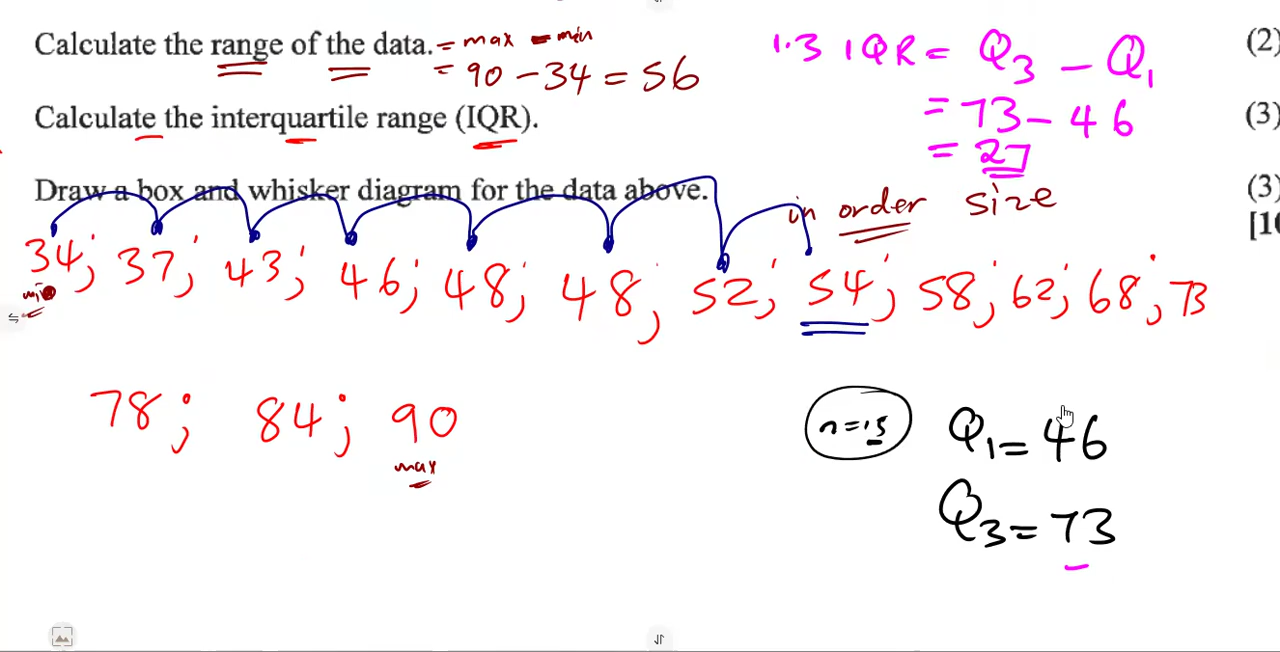 Calculate the range of the data. = max - min
= 90 - 34 = 56
1.3 IQR = Q3 - Q1
= 73 - 46
= 27
(2)
Calculate the interquartile range (IQR).
(3)
Draw a box and whisker diagram for the data above.
(3)
in order size
[10
34; 37; 43; 46; 48; 48; 52; 54; 58; 62; 68; 73
min
78; 84; 90
max
n=15
Q1 = 46
Q3 = 73